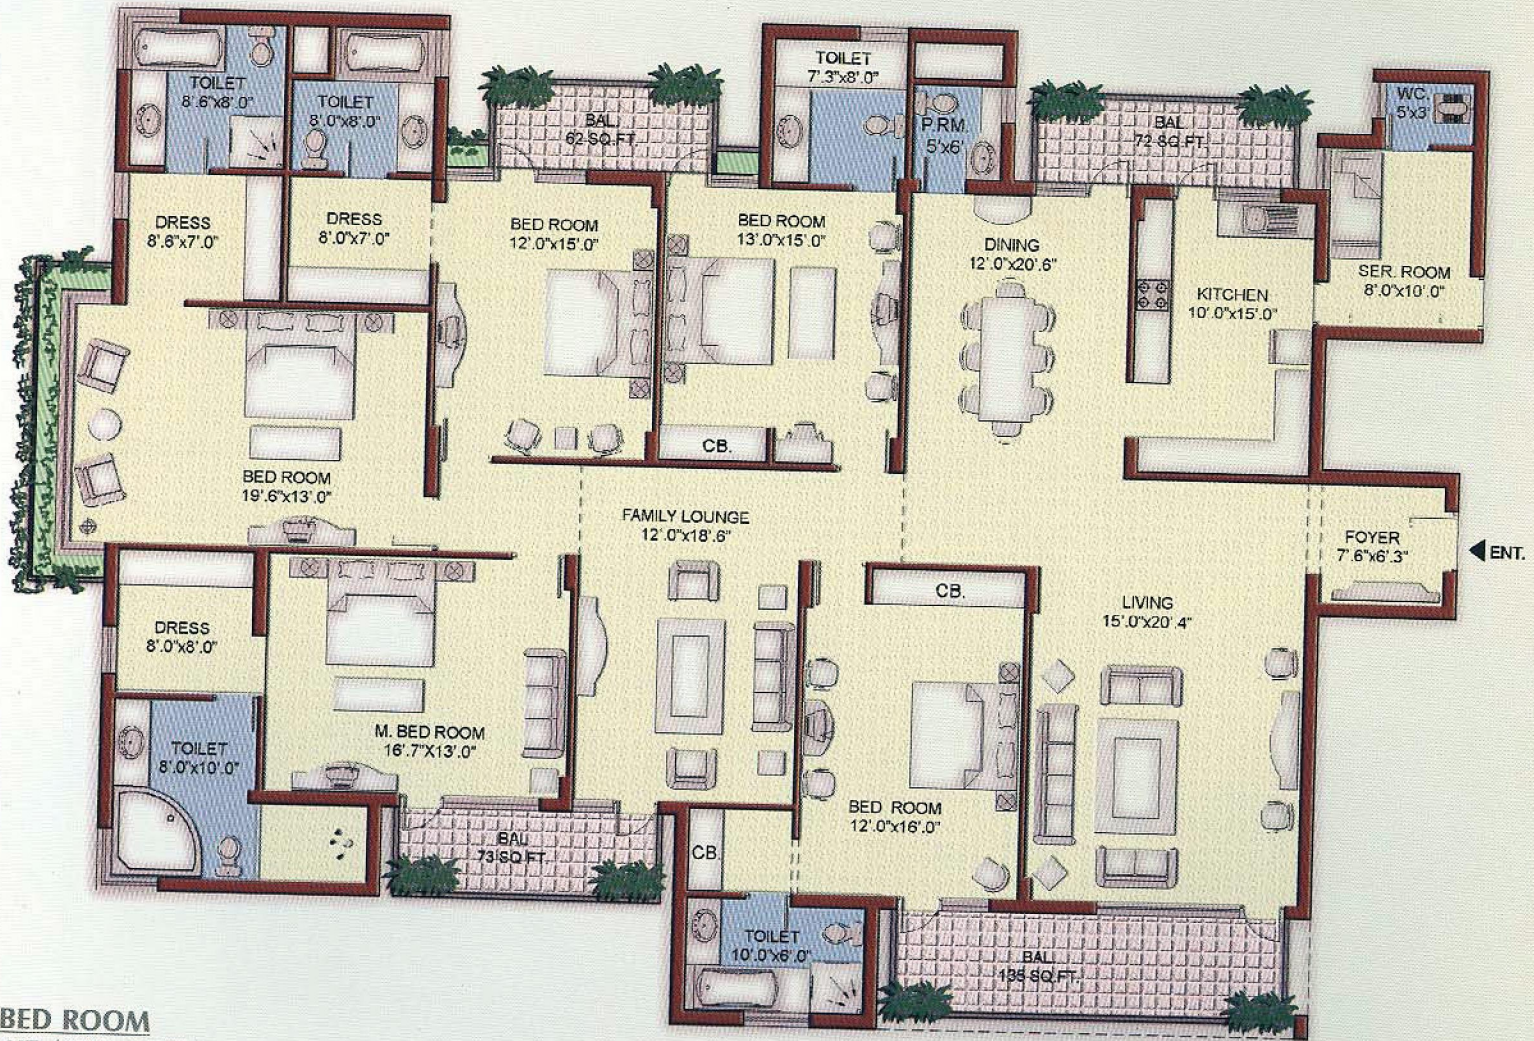 TOILET
8'.6"x8'.0"
TOILET
8'.0"x8'.0"
BAL
62 SQ.FT.
TOILET
7'.3"x8'.0"
P.RM.
5'x6'
BAL
72 SQ.FT.
WC.
5'x3'
DRESS
8'.6"x7'.0"
DRESS
8'.0"x7'.0"
BED ROOM
12'.0"x15'.0"
BED ROOM
13'.0"x15'.0"
DINING
12'.0"x20'.6"
KITCHEN
10'.0"x15'.0"
SER. ROOM
8'.0"x10'.0"
CB.
BED ROOM
19'.6"x13'.0"
FAMILY LOUNGE
12'.0"x18'.6"
FOYER
7'.6"x6'.3"
ENT.
CB.
LIVING
15'.0"x20'.4"
DRESS
8'.0"x8'.0"
M. BED ROOM
16'.7"X13'.0"
TOILET
8'.0"x10'.0"
BED ROOM
12'.0"x16'.0"
BAL
73 SQ FT.
CB.
TOILET
10'.0"x6'.0"
BAL
135 SQ.FT.
BED ROOM